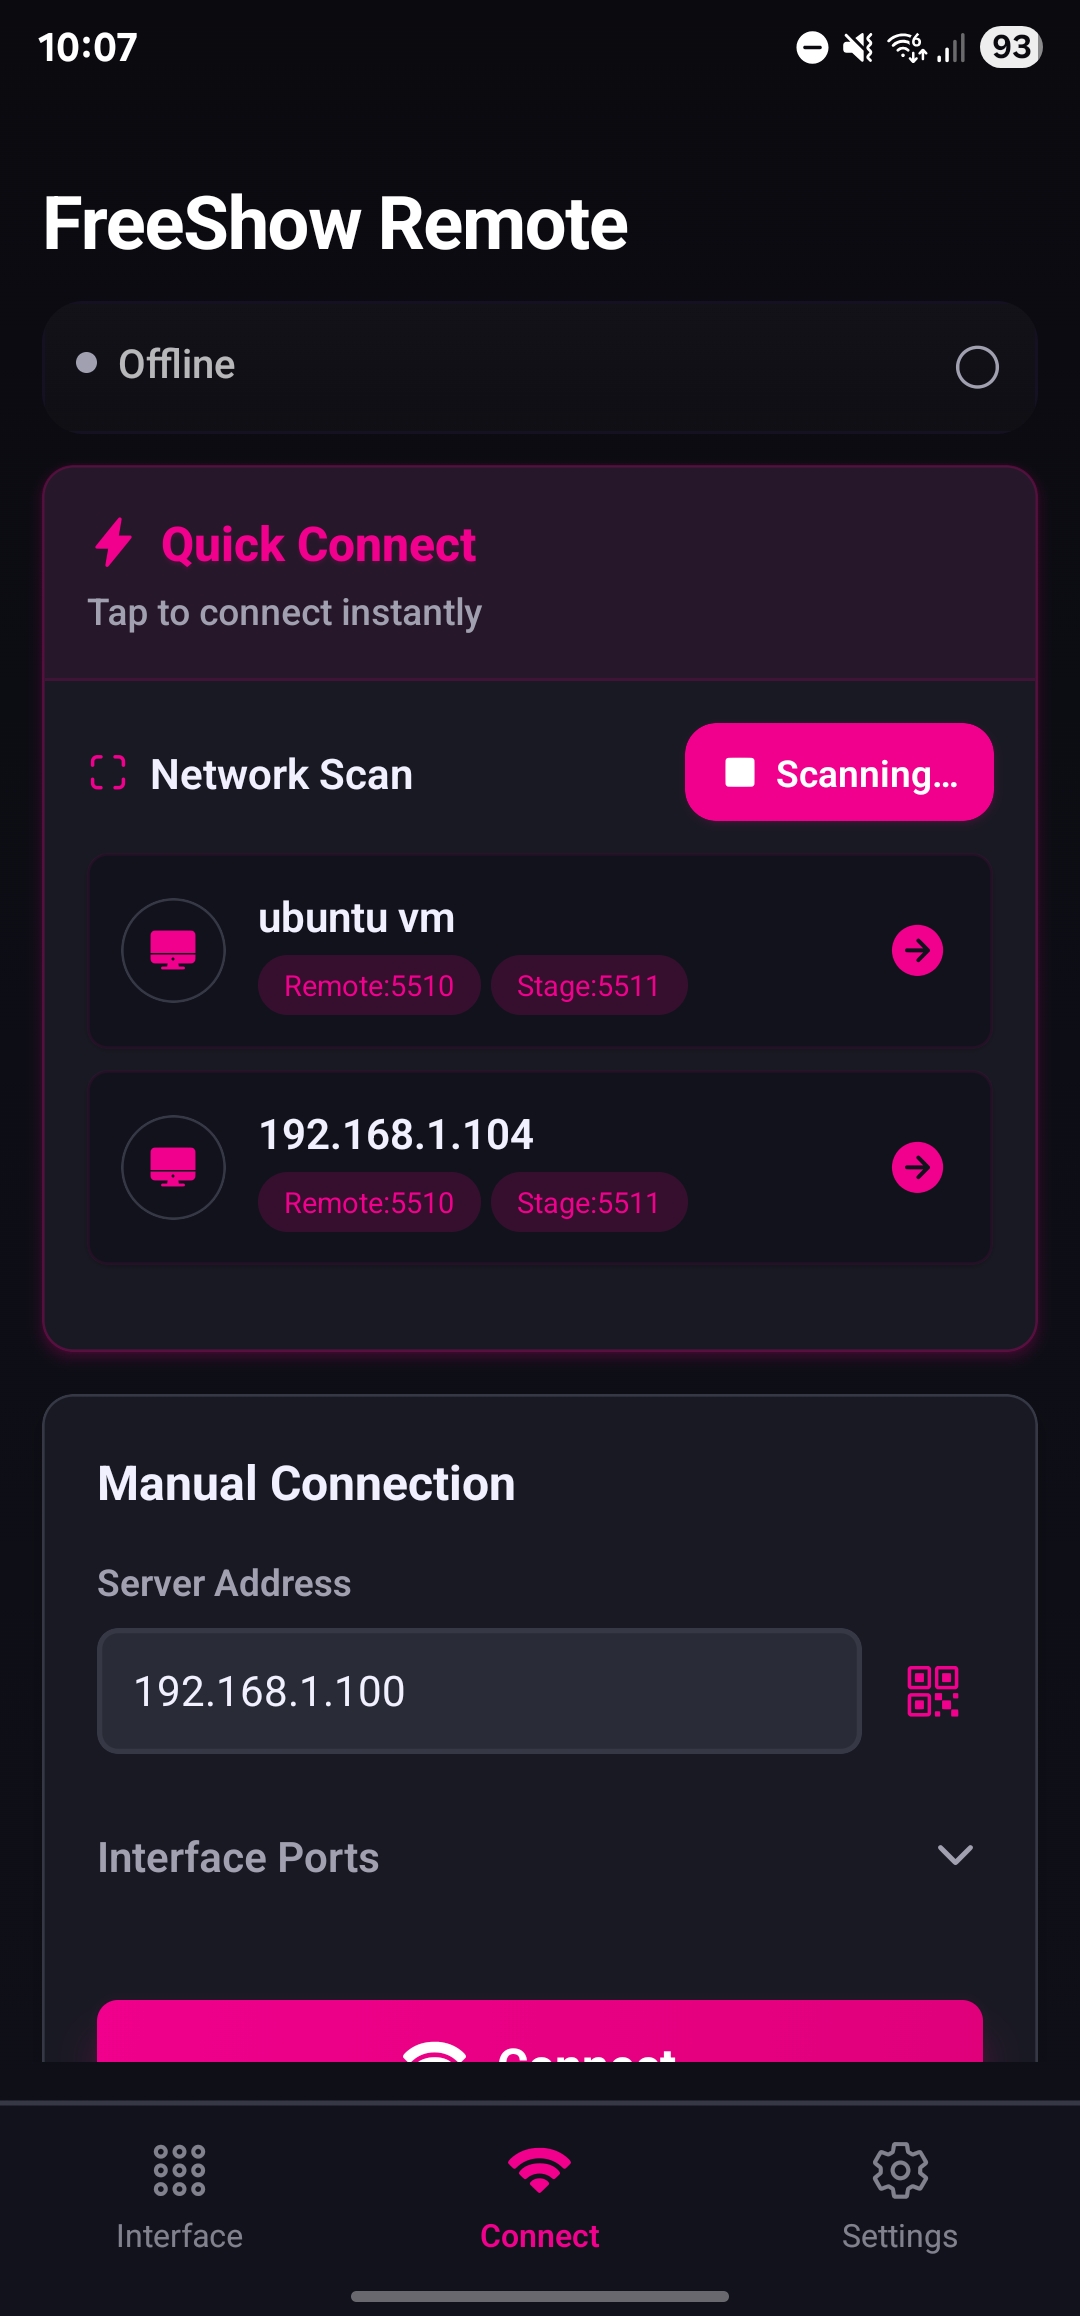 10:07
6
93
FreeShow Remote
Offline
Quick Connect
Tap to connect instantly
Network Scan
Scanning...
ubuntu vm
Remote:5510 Stage:5511
192.168.1.104
Remote:5510 Stage:5511
Manual Connection
Server Address
192.168.1.100
Interface Ports
Connect
Interface Connect Settings